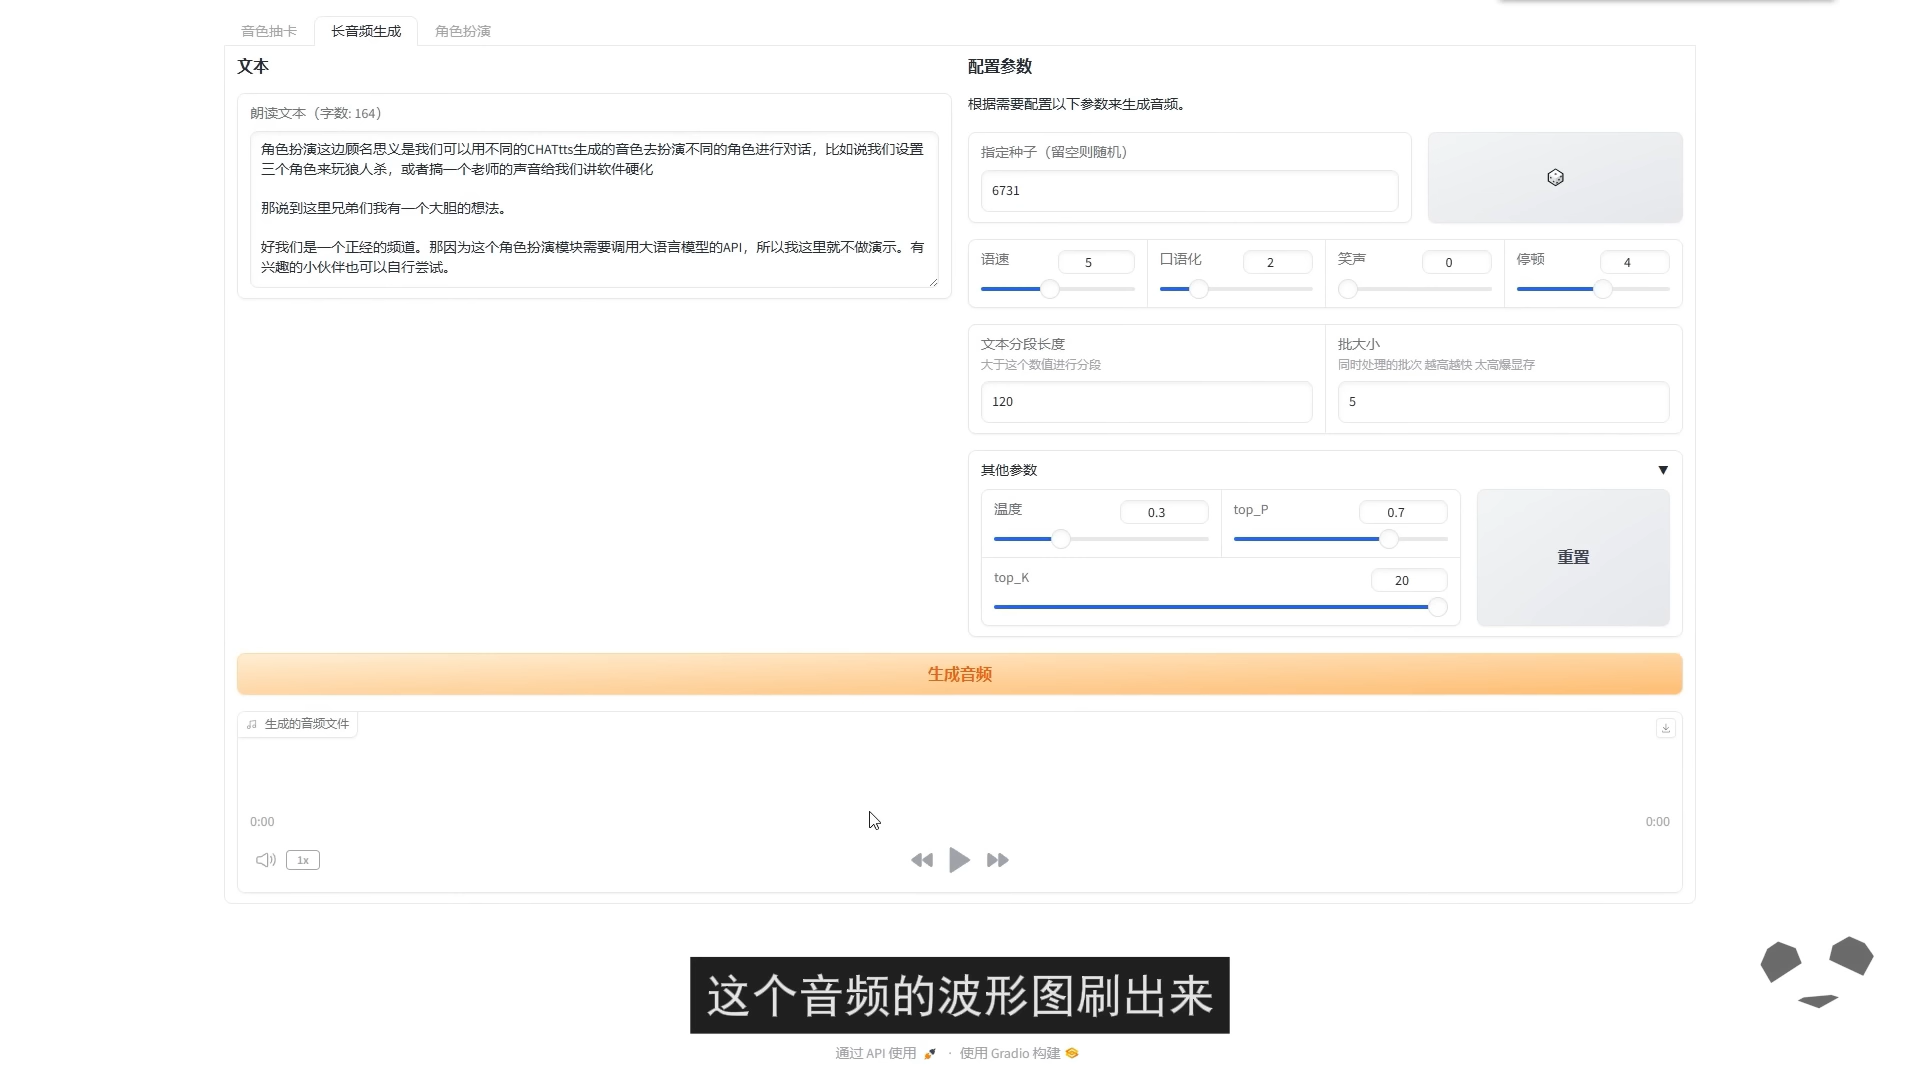 音色抽卡
长音频生成
角色扮演
文本
朗读文本（字数: 164）
角色扮演这边顾名思义是我们可以用不同的CHATtts生成的音色去扮演不同的角色进行对话，比如说我们设置
三个角色来玩狼人杀，或者搞一个老师的声音给我们讲软件硬化
那说到这里兄弟们我有一个大胆的想法。
好我们是一个正经的频道。那因为这个角色扮演模块需要调用大语言模型的API，所以我这里就不做演示。有
兴趣的小伙伴也可以自行尝试。
配置参数
根据需要配置以下参数来生成音频。
指定种子（留空则随机）
6731
语速
5
口语化
2
笑声
0
停顿
4
文本分段长度
大于这个数值进行分段
120
批大小
同时处理的批次 越高越快 太高爆显存
5
其他参数
▼
温度
0.3
top_P
0.7
top_K
20
重置
生成音频
生成的音频文件
0:00
0:00
1x
这个音频的波形图刷出来
通过 API 使用 · 使用 Gradio 构建